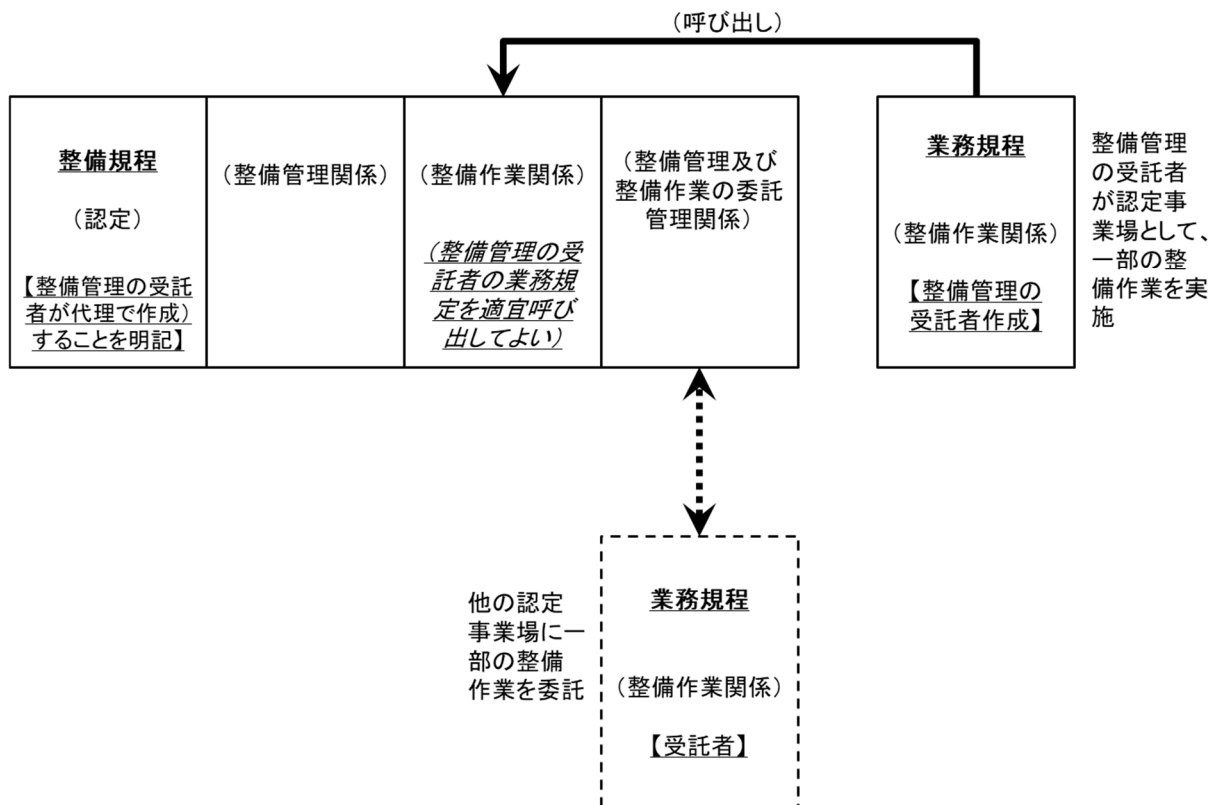 （呼び出し）
整備規程
（認定）
【整備管理の受託
者が代理で作成）
することを明記】
（整備管理関係）
（整備作業関係）
（整備管理の受
託者の業務規
定を適宜呼び
出してよい）
（整備管理及び
整備作業の委託
管理関係）
業務規程
（整備作業関係）
【整備管理の
受託者作成】
整備管理
の受託者
が認定事
業場として、
一部の整
備作業を実
施
他の認定
事業場に一
部の整備
作業を委託
業務規程
（整備作業関係）
【受託者】